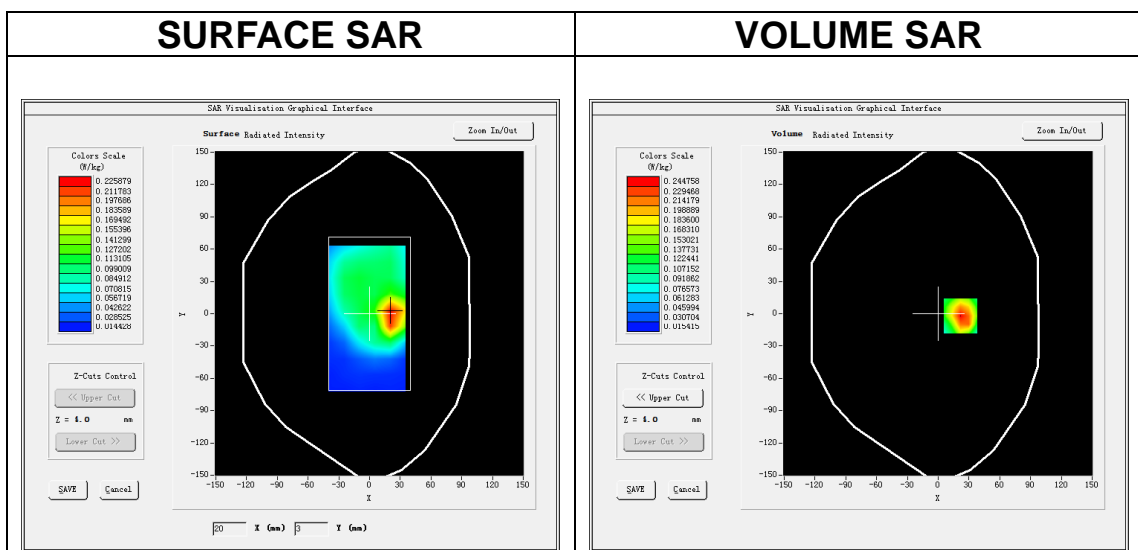 SURFACE SAR
VOLUME SAR
SAR Visualisation Graphical Interface
Surface Radiated Intensity
Zoom In/Out
Colors Scale
(W/kg)
0.225879
0.211783
0.197686
0.183589
0.169492
0.155396
0.141299
0.127202
0.113105
0.099009
0.084912
0.070815
0.056719
0.042622
0.028525
0.014428
150
120
90
60
30
0
-30
-60
-90
-120
-150
Y
-150 -120 -90 -60 -30 0 30 60 90 120 150
X
Z-Cuts Control
<< Upper Cut
Z = 4.0 mm
Lower Cut >>
SAVE Cancel
20 X (mm) 3 Y (mm)
SAR Visualisation Graphical Interface
Volume Radiated Intensity
Zoom In/Out
Colors Scale
(W/kg)
0.244758
0.229468
0.214179
0.198889
0.183600
0.168310
0.153021
0.137731
0.122441
0.107152
0.091862
0.076573
0.061283
0.045994
0.030704
0.015415
150
120
90
60
30
0
-30
-60
-90
-120
-150
Y
-150 -120 -90 -60 -30 0 30 60 90 120 150
X
Z-Cuts Control
<< Upper Cut
Z = 4.0 mm
Lower Cut >>
SAVE Cancel